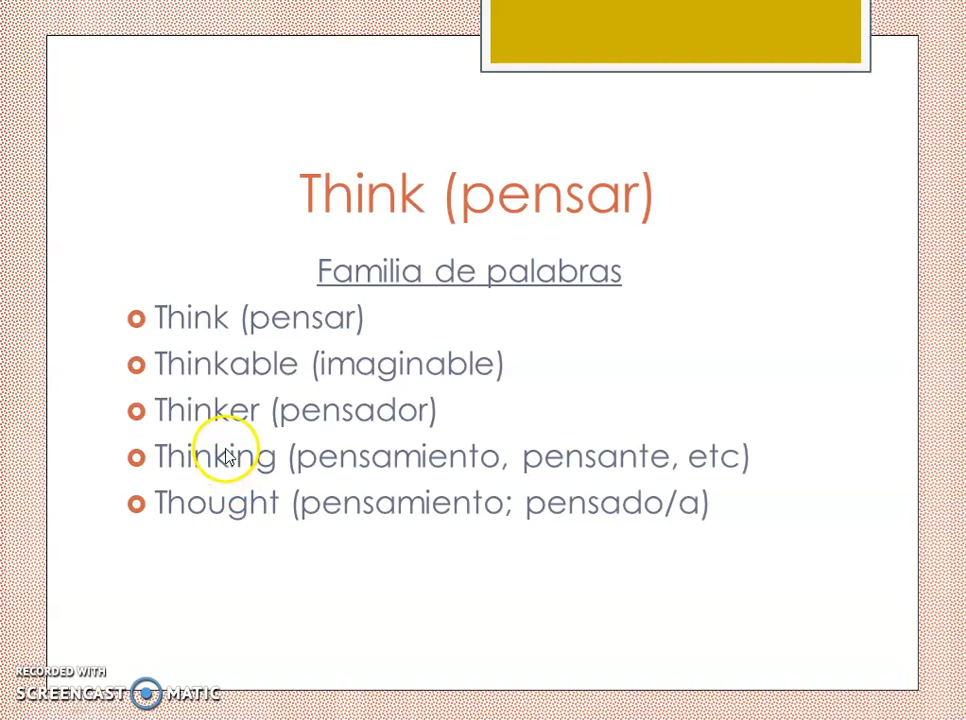 Think (pensar)
Familia de palabras
Think (pensar)
Thinkable (imaginable)
Thinker (pensador)
Thinking (pensamiento, pensante, etc)
Thought (pensamiento; pensado/a)
RECORDED WITH
SCREENCAST MATIC